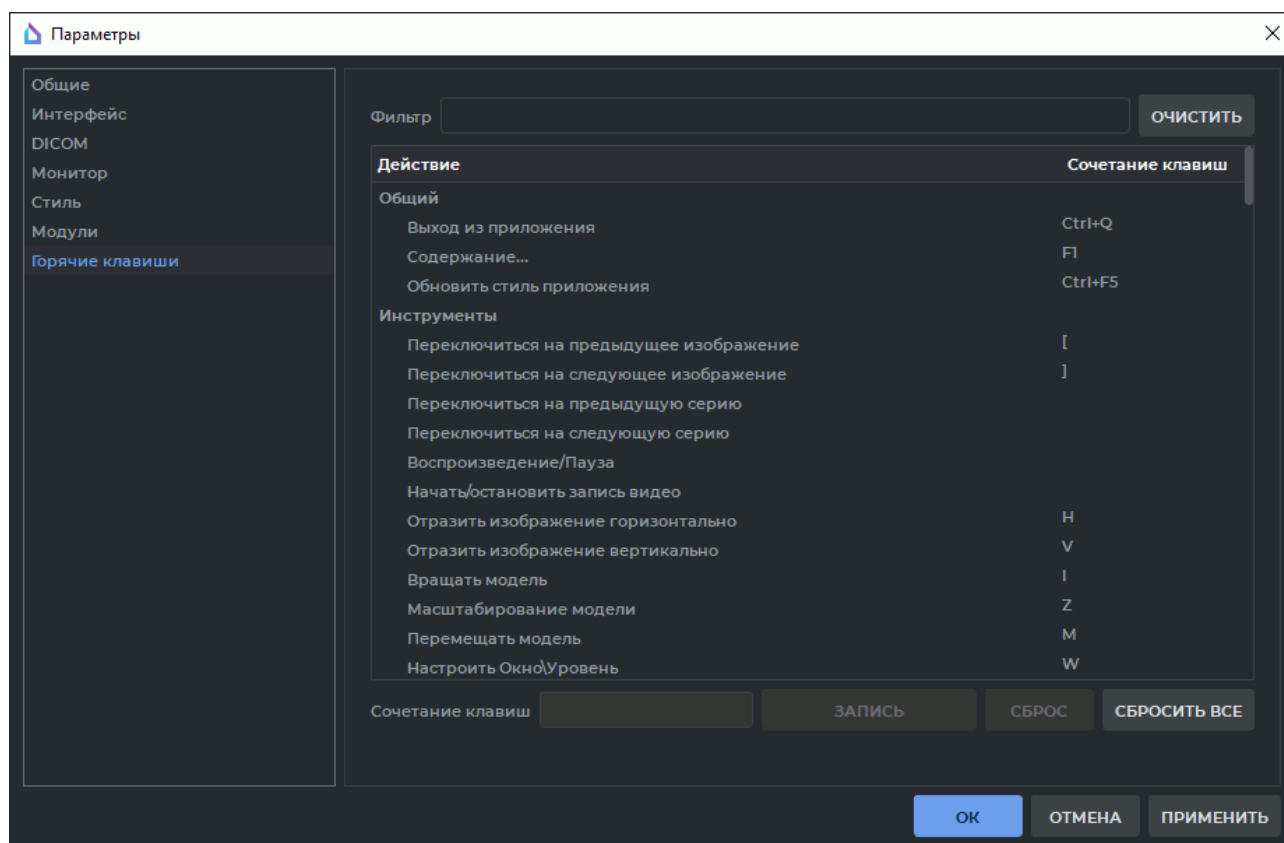 Параметры
Общие
Интерфейс
DICOM
Монитор
Стиль
Модули
Горячие клавиши
Фильтр ОЧИСТИТЬ
Действие Сочетание клавиш
Общий
Выход из приложения Ctrl+Q
Содержание... F1
Обновить стиль приложения Ctrl+F5
Инструменты
Переключиться на предыдущее изображение [
Переключиться на следующее изображение ]
Переключиться на предыдущую серию
Переключиться на следующую серию
Воспроизведение/Пауза
Начать/остановить запись видео
Отразить изображение горизонтально H
Отразить изображение вертикально V
Вращать модель I
Масштабирование модели Z
Перемещать модель M
Настроить Окно\Уровень W
Сочетание клавиш ЗАПИСЬ СБРОС СБРОСИТЬ ВСЕ
ОК ОТМЕНА ПРИМЕНИТЬ